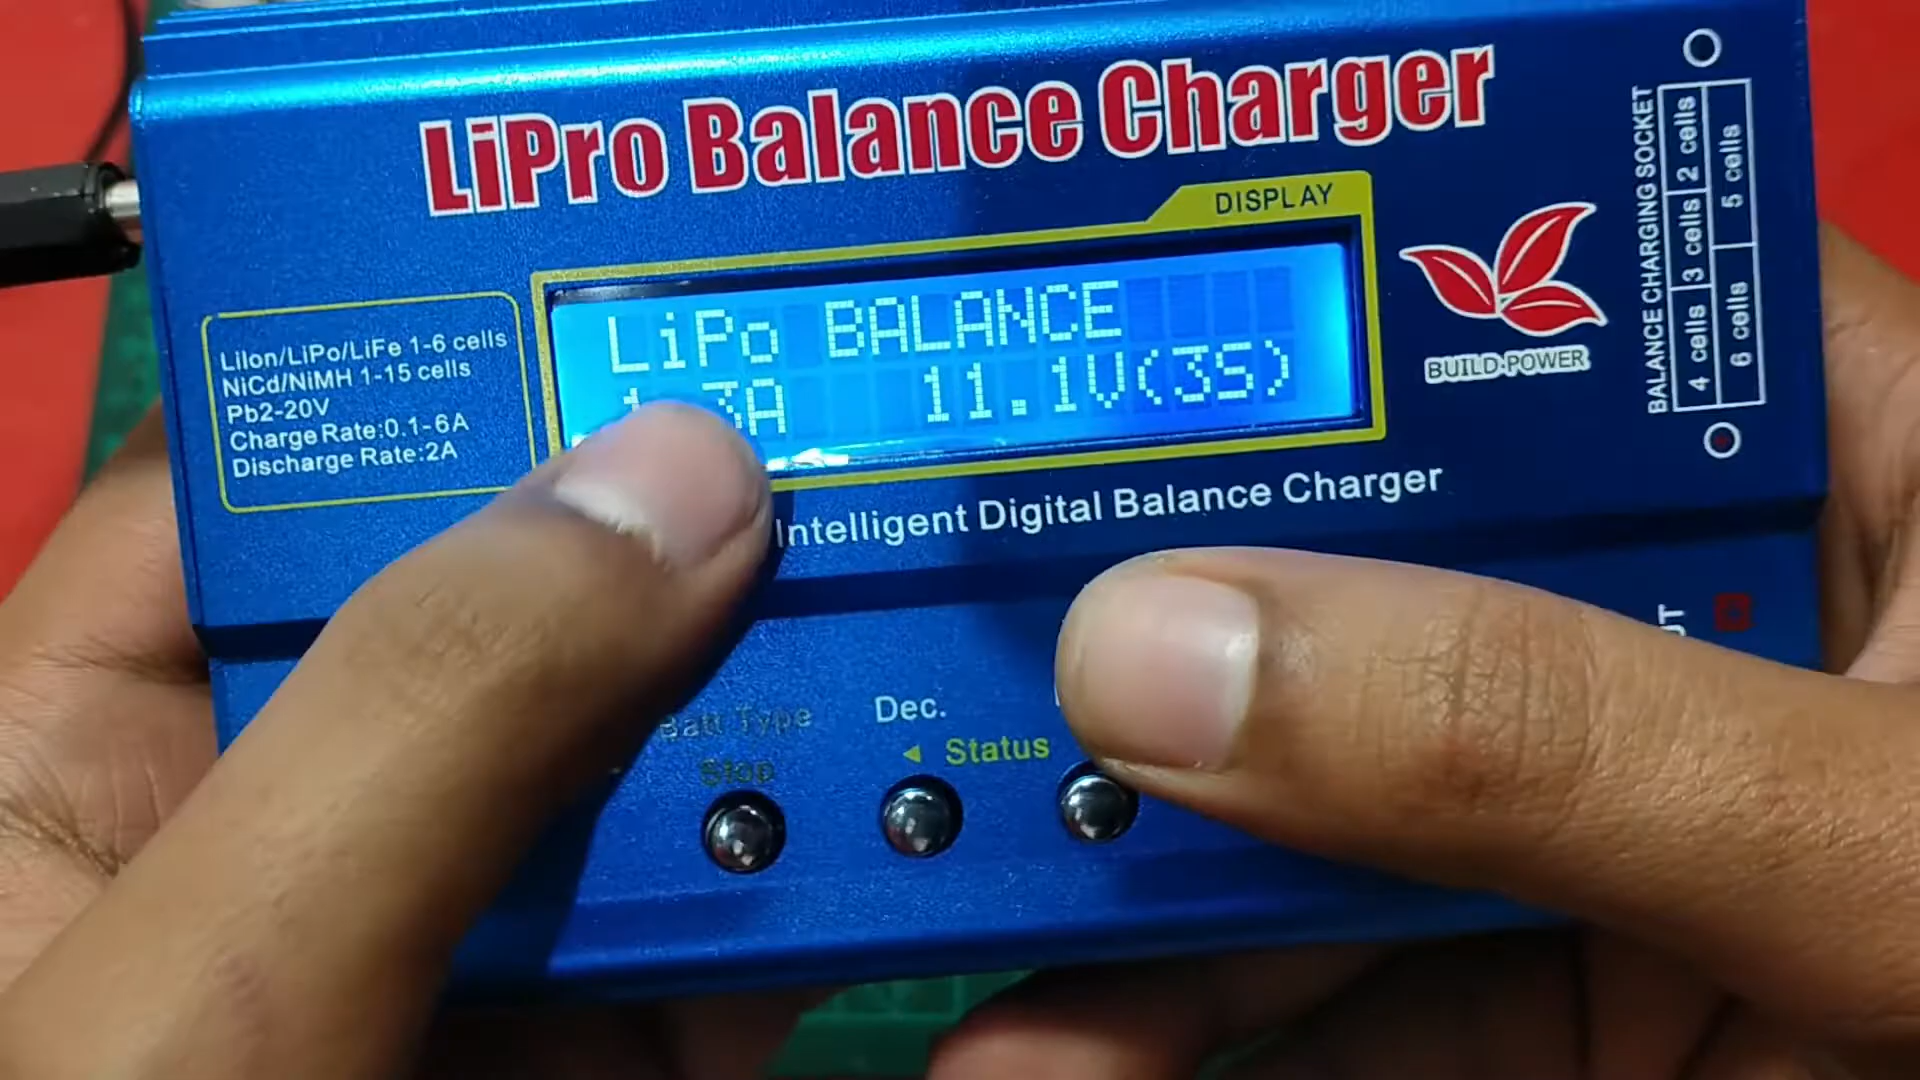 LiPro Balance Charger
DISPLAY
LiPo BALANCE
11.1V(3S)
LiIon/LiPo/LiFe 1-6 cells
NiCd/NiMH 1-15 cells
Pb2-20V
Charge Rate:0.1-6A
Discharge Rate:2A
Intelligent Digital Balance Charger
BUILD·POWER
BALANCE CHARGING SOCKET
2 cells
3 cells
4 cells
5 cells
6 cells
Batt Type
Stop
Dec.
◄ Status